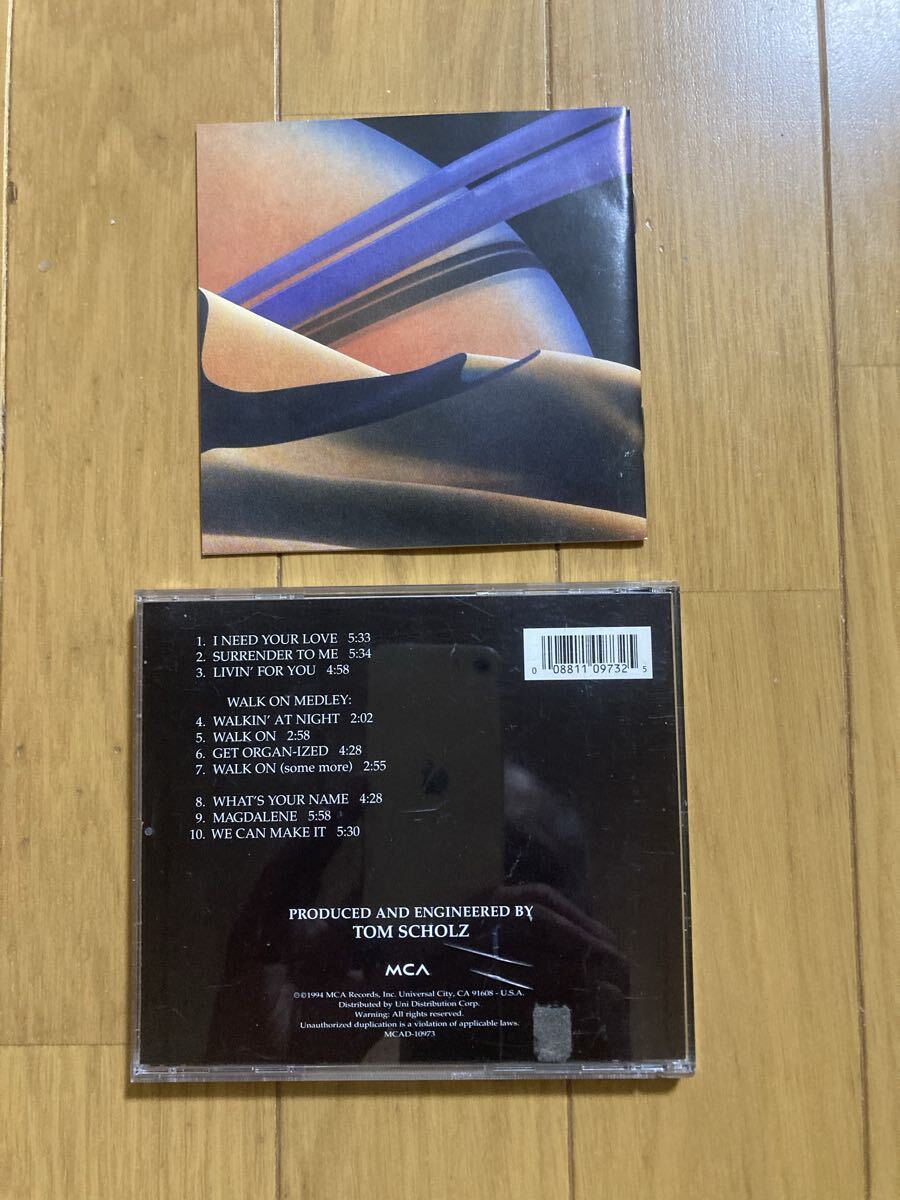 1. I NEED YOUR LOVE 5:33
2. SURRENDER TO ME 5:34
3. LIVIN' FOR YOU 4:58
WALK ON MEDLEY:
4. WALKIN' AT NIGHT 2:02
5. WALK ON 2:58
6. GET ORGAN-IZED 4:28
7. WALK ON (some more) 2:55
8. WHAT'S YOUR NAME 4:28
9. MAGDALENE 5:58
10. WE CAN MAKE IT 5:30
0 08811 09732 5
PRODUCED AND ENGINEERED BY
TOM SCHOLZ
MCA
℗©1994 MCA Records, Inc. Universal City, CA 91608 - U.S.A.
Distributed by Uni Distribution Corp.
Warning: All rights reserved.
Unauthorized duplication is a violation of applicable laws.
MCAD-10973